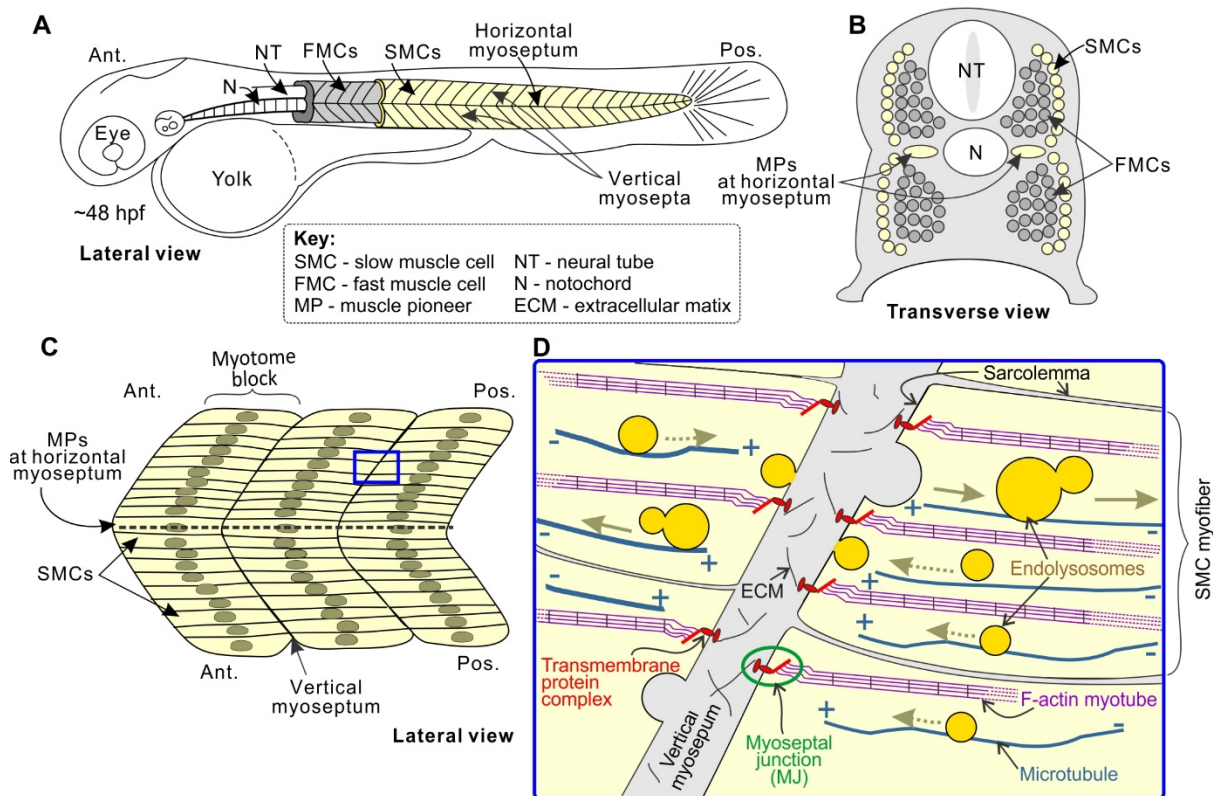 A
Ant.
NT
FMCs
SMCs
Horizontal
myoseptum
Pos.
N
Eye
Yolk
Vertical
myosepta
~48 hpf
Lateral view
Key:
SMC - slow muscle cell
FMC - fast muscle cell
MP - muscle pioneer
NT - neural tube
N - notochord
ECM - extracellular matix
B
SMCs
NT
N
MPs
at horizontal
myoseptum
FMCs
Transverse view
C
Myotome
block
Ant.
Pos.
MPs
at horizontal
myoseptum
SMCs
Ant.
Pos.
Vertical
myoseptum
Lateral view
D
Sarcolemma
- +
+ -
- +
ECM
Endolysosomes
+ -
- +
+ -
SMC myofiber
Transmembrane
protein
complex
F-actin myotube
+ -
Vertical
myosepum
Myoseptal
junction
(MJ)
Microtubule